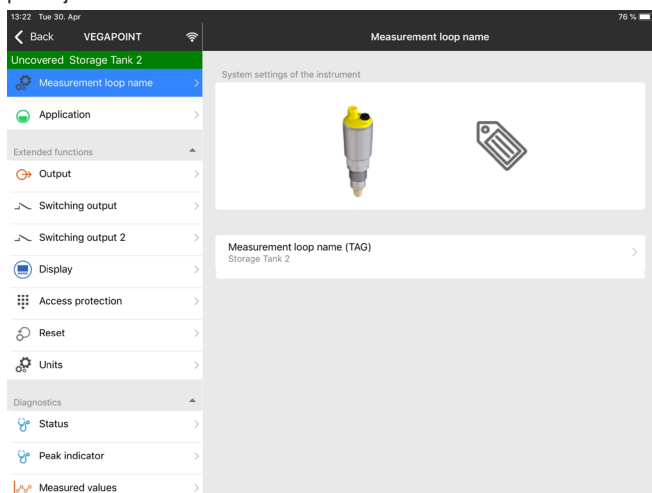 13:22 Tue 30. Apr
76 %
Back
VEGAPOINT
Measurement loop name
Uncovered Storage Tank 2
Measurement loop name
Application
Extended functions
Output
Switching output
Switching output 2
Display
Access protection
Reset
Units
Diagnostics
Status
Peak indicator
Measured values
System settings of the instrument
Measurement loop name (TAG)
Storage Tank 2